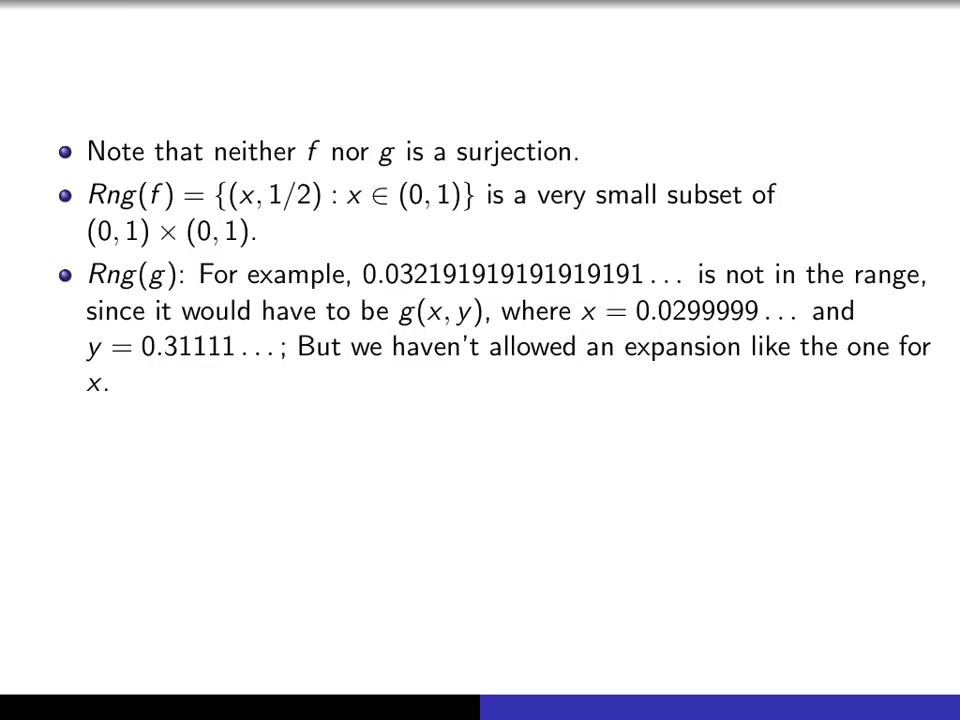 Note that neither f nor g is a surjection.
Rng(f) = {(x, 1/2) : x ∈ (0, 1)} is a very small subset of
(0, 1) × (0, 1).
Rng(g): For example, 0.032191919191919191 . . . is not in the range,
since it would have to be g(x, y), where x = 0.0299999 . . . and
y = 0.31111 . . . ; But we haven't allowed an expansion like the one for
x.